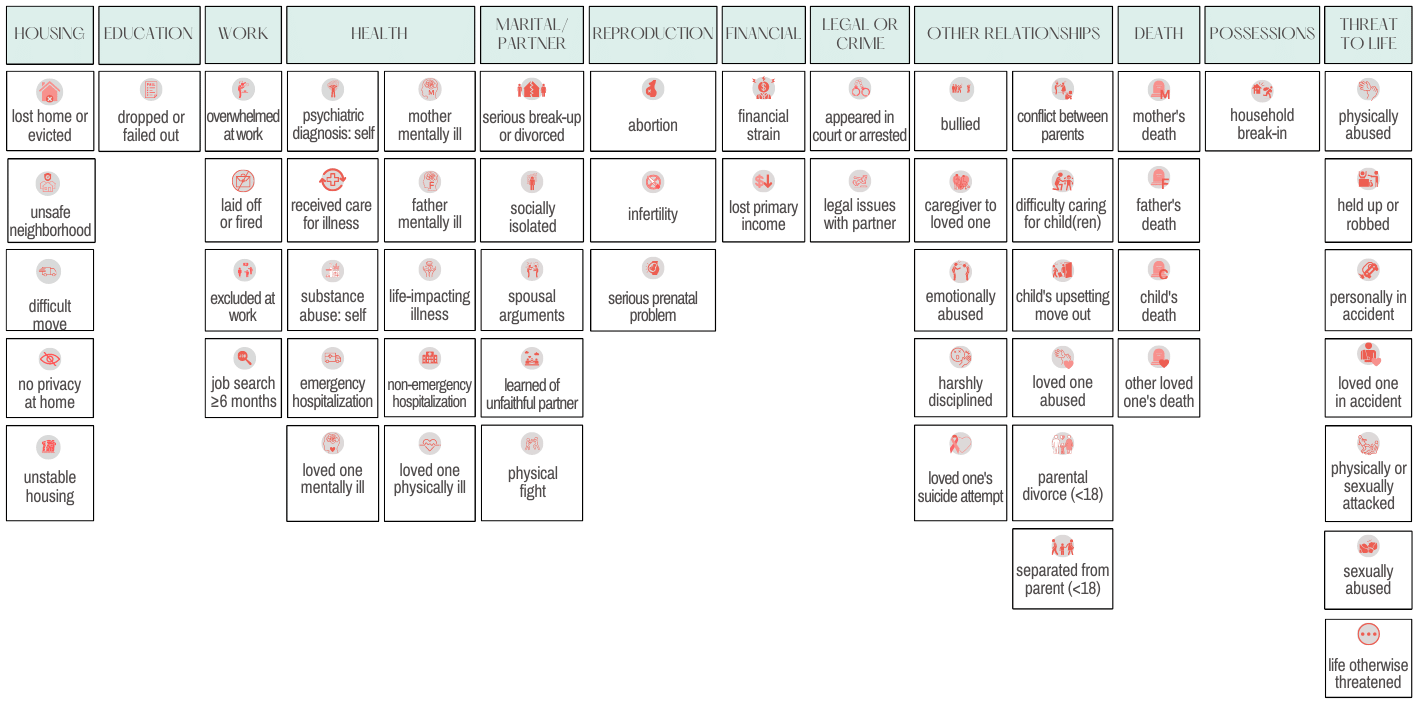 HOUSING
EDUCATION
WORK
HEALTH
MARITAL/
PARTNER
REPRODUCTION
FINANCIAL
LEGAL OR
CRIME
OTHER RELATIONSHIPS
DEATH
POSSESSIONS
THREAT
TO LIFE
lost home or
evicted
dropped or
failed out
overwhelmed
at work
psychiatric
diagnosis: self
mother
mentally ill
serious break-up
or divorced
abortion
financial
strain
appeared in
court or arrested
bullied
conflict between
parents
mother's
death
household
break-in
physically
abused
unsafe
neighborhood
laid off
or fired
received care
for illness
father
mentally ill
socially
isolated
infertility
lost primary
income
legal issues
with partner
caregiver to
loved one
difficulty caring
for child(ren)
father's
death
held up or
robbed
difficult
move
excluded at
work
substance
abuse: self
life-impacting
illness
spousal
arguments
serious prenatal
problem
emotionally
abused
child's upsetting
move out
child's
death
personally in
accident
no privacy
at home
job search
≥6 months
emergency
hospitalization
non-emergency
hospitalization
learned of
unfaithful partner
harshly
disciplined
loved one
abused
other loved
one's death
loved one
in accident
unstable
housing
loved one
mentally ill
loved one
physically ill
physical
fight
loved one's
suicide attempt
parental
divorce (<18)
physically or
sexually
attacked
separated from
parent (<18)
sexually
abused
life otherwise
threatened